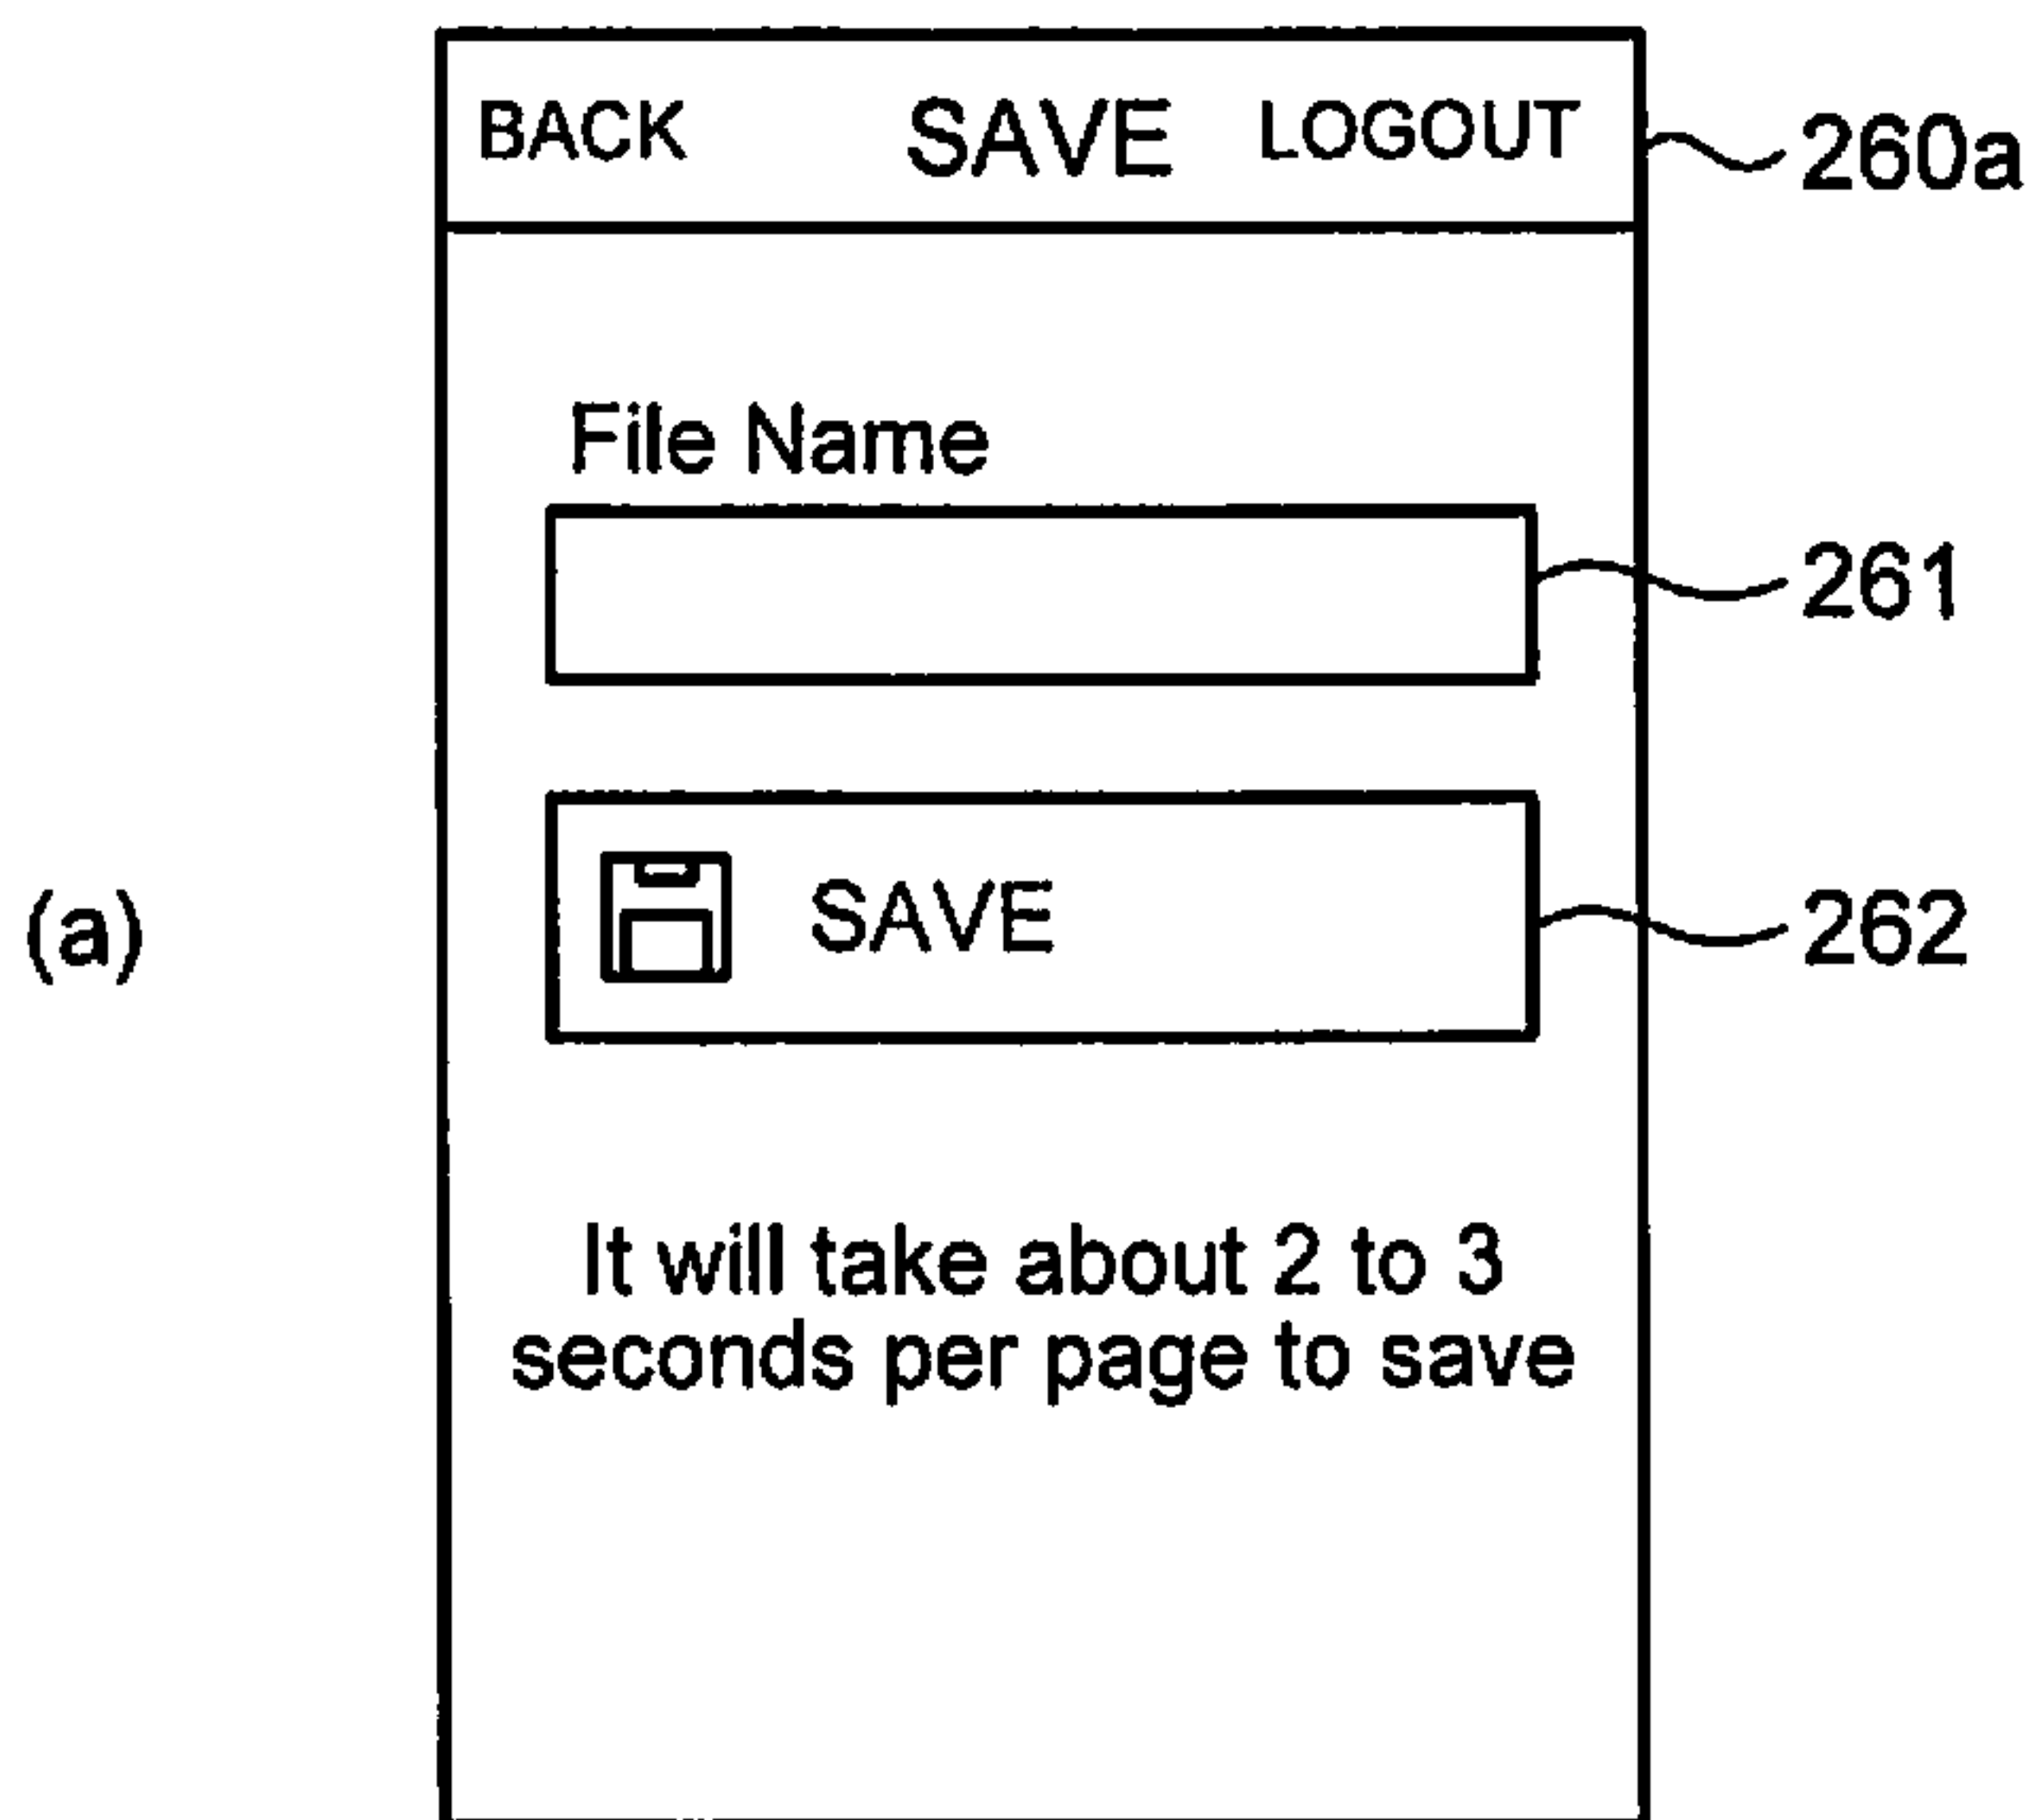 BACK SAVE LOGOUT 260a
File Name
261
(a) SAVE 262
It will take about 2 to 3
seconds per page to save